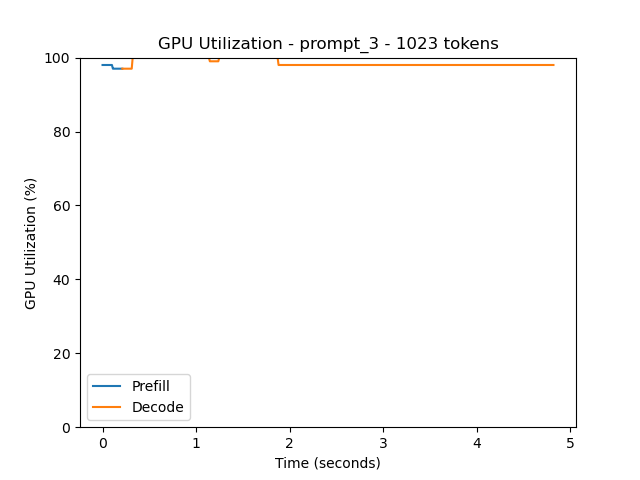 GPU Utilization - prompt_3 - 1023 tokens
100
80
60
40
20
0
GPU Utilization (%)
Prefill
Decode
0 1 2 3 4 5
Time (seconds)